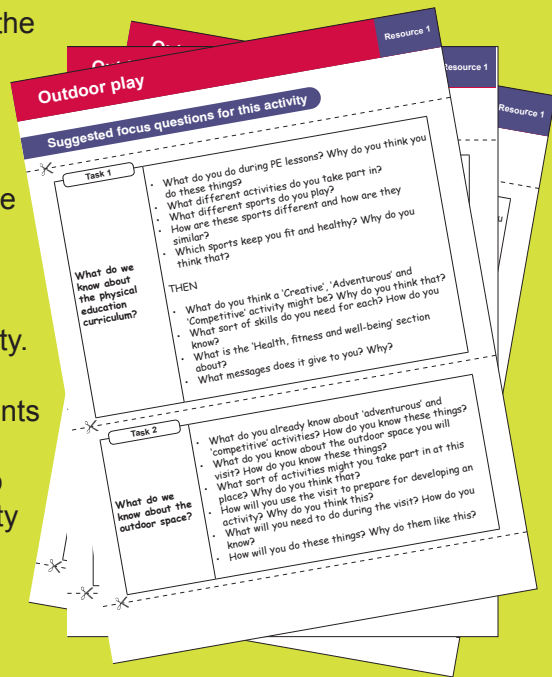 the
e
ty.
nts
o
ty
Resource 1
Resource 1
Resource 1
Outdoor play
Suggested focus questions for this activity
Task 1
What do we
know about
the physical
education
curriculum?
• What do you do during PE lessons? Why do you think you
do these things?
• What different activities do you take part in?
• What different sports do you play?
• How are these sports different and how are they
similar?
• Which sports keep you fit and healthy? Why do you
think that?
THEN
• What do you think a ‘Creative’, ‘Adventurous’ and
‘Competitive’ activity might be? Why do you think that?
• What sort of skills do you need for each? How do you
know?
• What is the ‘Health, fitness and well-being’ section
about?
• What messages does it give to you? Why?
Task 2
What do we
know about the
outdoor space?
• What do you already know about ‘adventurous’ and
‘competitive’ activities? How do you know these things?
• What do you know about the outdoor space you will
visit? How do you know these things?
• What sort of activities might you take part in at this
place? Why do you think that?
• How will you use the visit to prepare for developing an
activity? Why do you think this?
• What will you need to do during the visit? How do you
know?
• How will you do these things? Why do them like this?